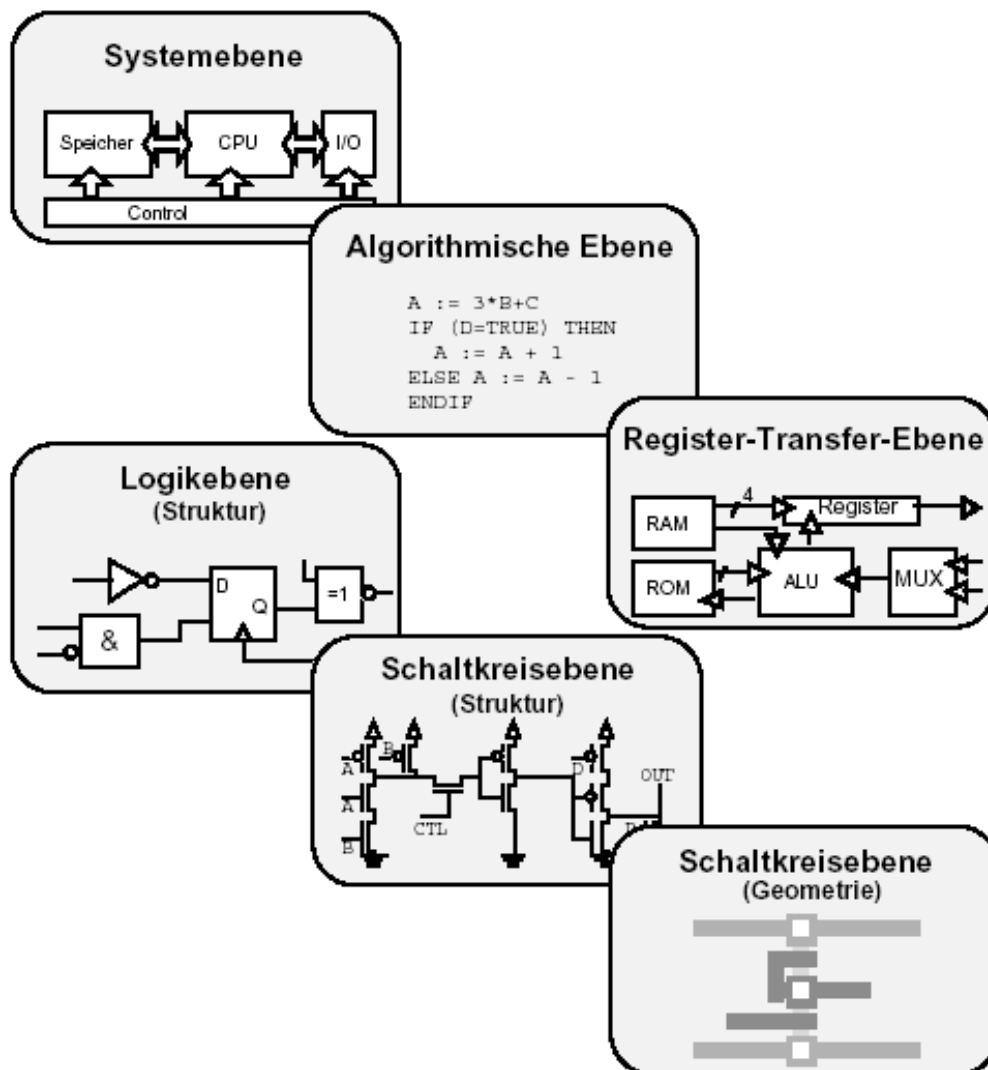 Systemebene
Speicher
CPU
I/O
Control
Algorithmische Ebene
A := 3*B+C
IF (D=TRUE) THEN
A := A + 1
ELSE A := A - 1
ENDIF
Register-Transfer-Ebene
4
Register
RAM
ROM
ALU
MUX
Logikebene
(Struktur)
D
Q
=1
&
Schaltkreisebene
(Struktur)
A
B
D
OUT
A
CTL
B
Schaltkreisebene
(Geometrie)